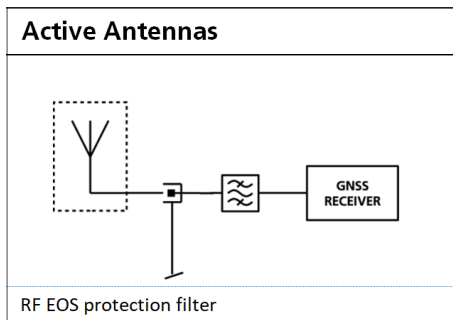 Active Antennas
GNSS
RECEIVER
RF EOS protection filter